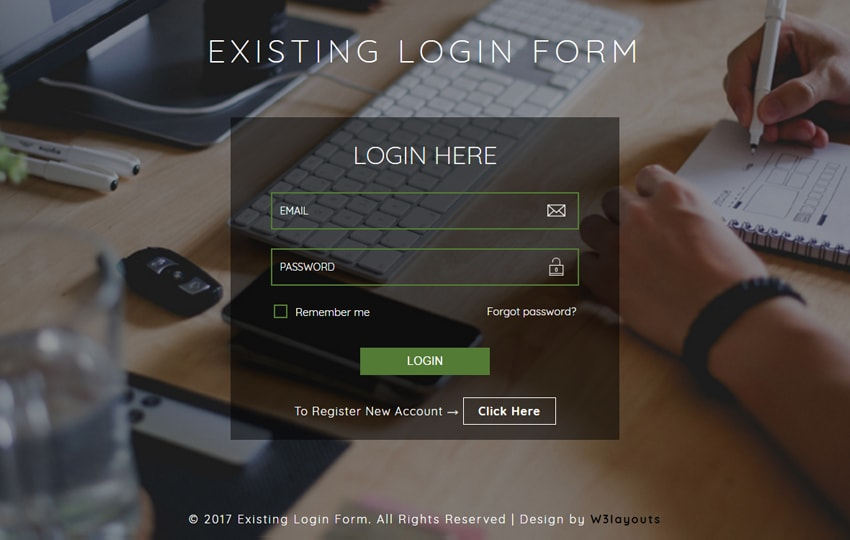 EXISTING LOGIN FORM
LOGIN HERE
EMAIL
PASSWORD
Remember me Forgot password?
LOGIN
To Register New Account → Click Here
© 2017 Existing Login Form. All Rights Reserved | Design by W3layouts